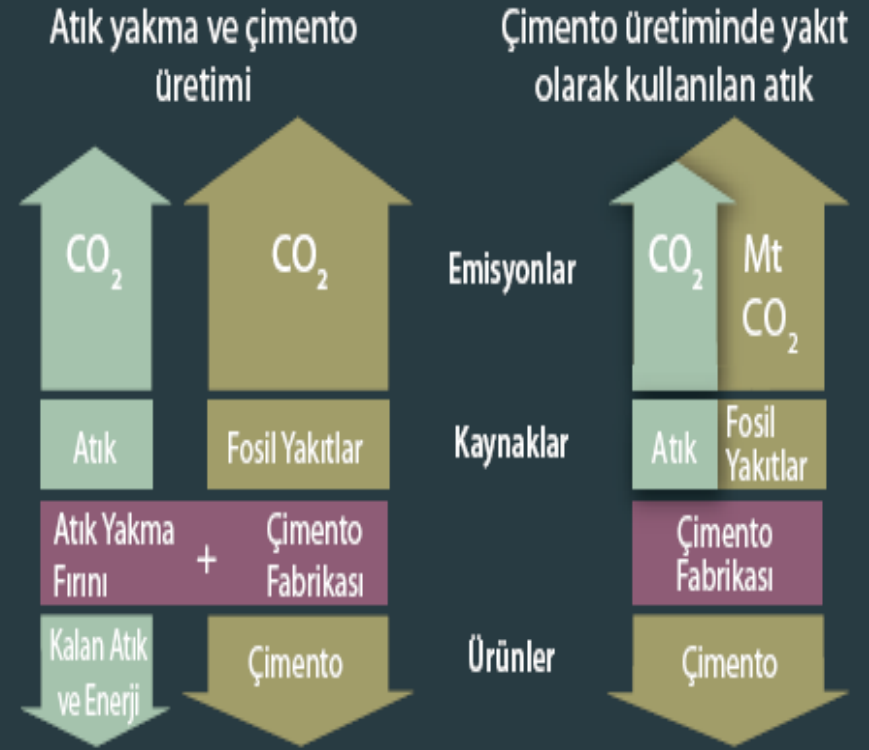 Atık yakma ve çimento
üretimi
Çimento üretiminde yakıt
olarak kullanılan atık
CO2
CO2
Emisyonlar
CO2
Mt
CO2
Atık
Fosil Yakıtlar
Kaynaklar
Atık
Fosil
Yakıtlar
Atık Yakma
Fırını
+
Çimento
Fabrikası
Çimento
Fabrikası
Kalan Atık
ve Enerji
Çimento
Ürünler
Çimento